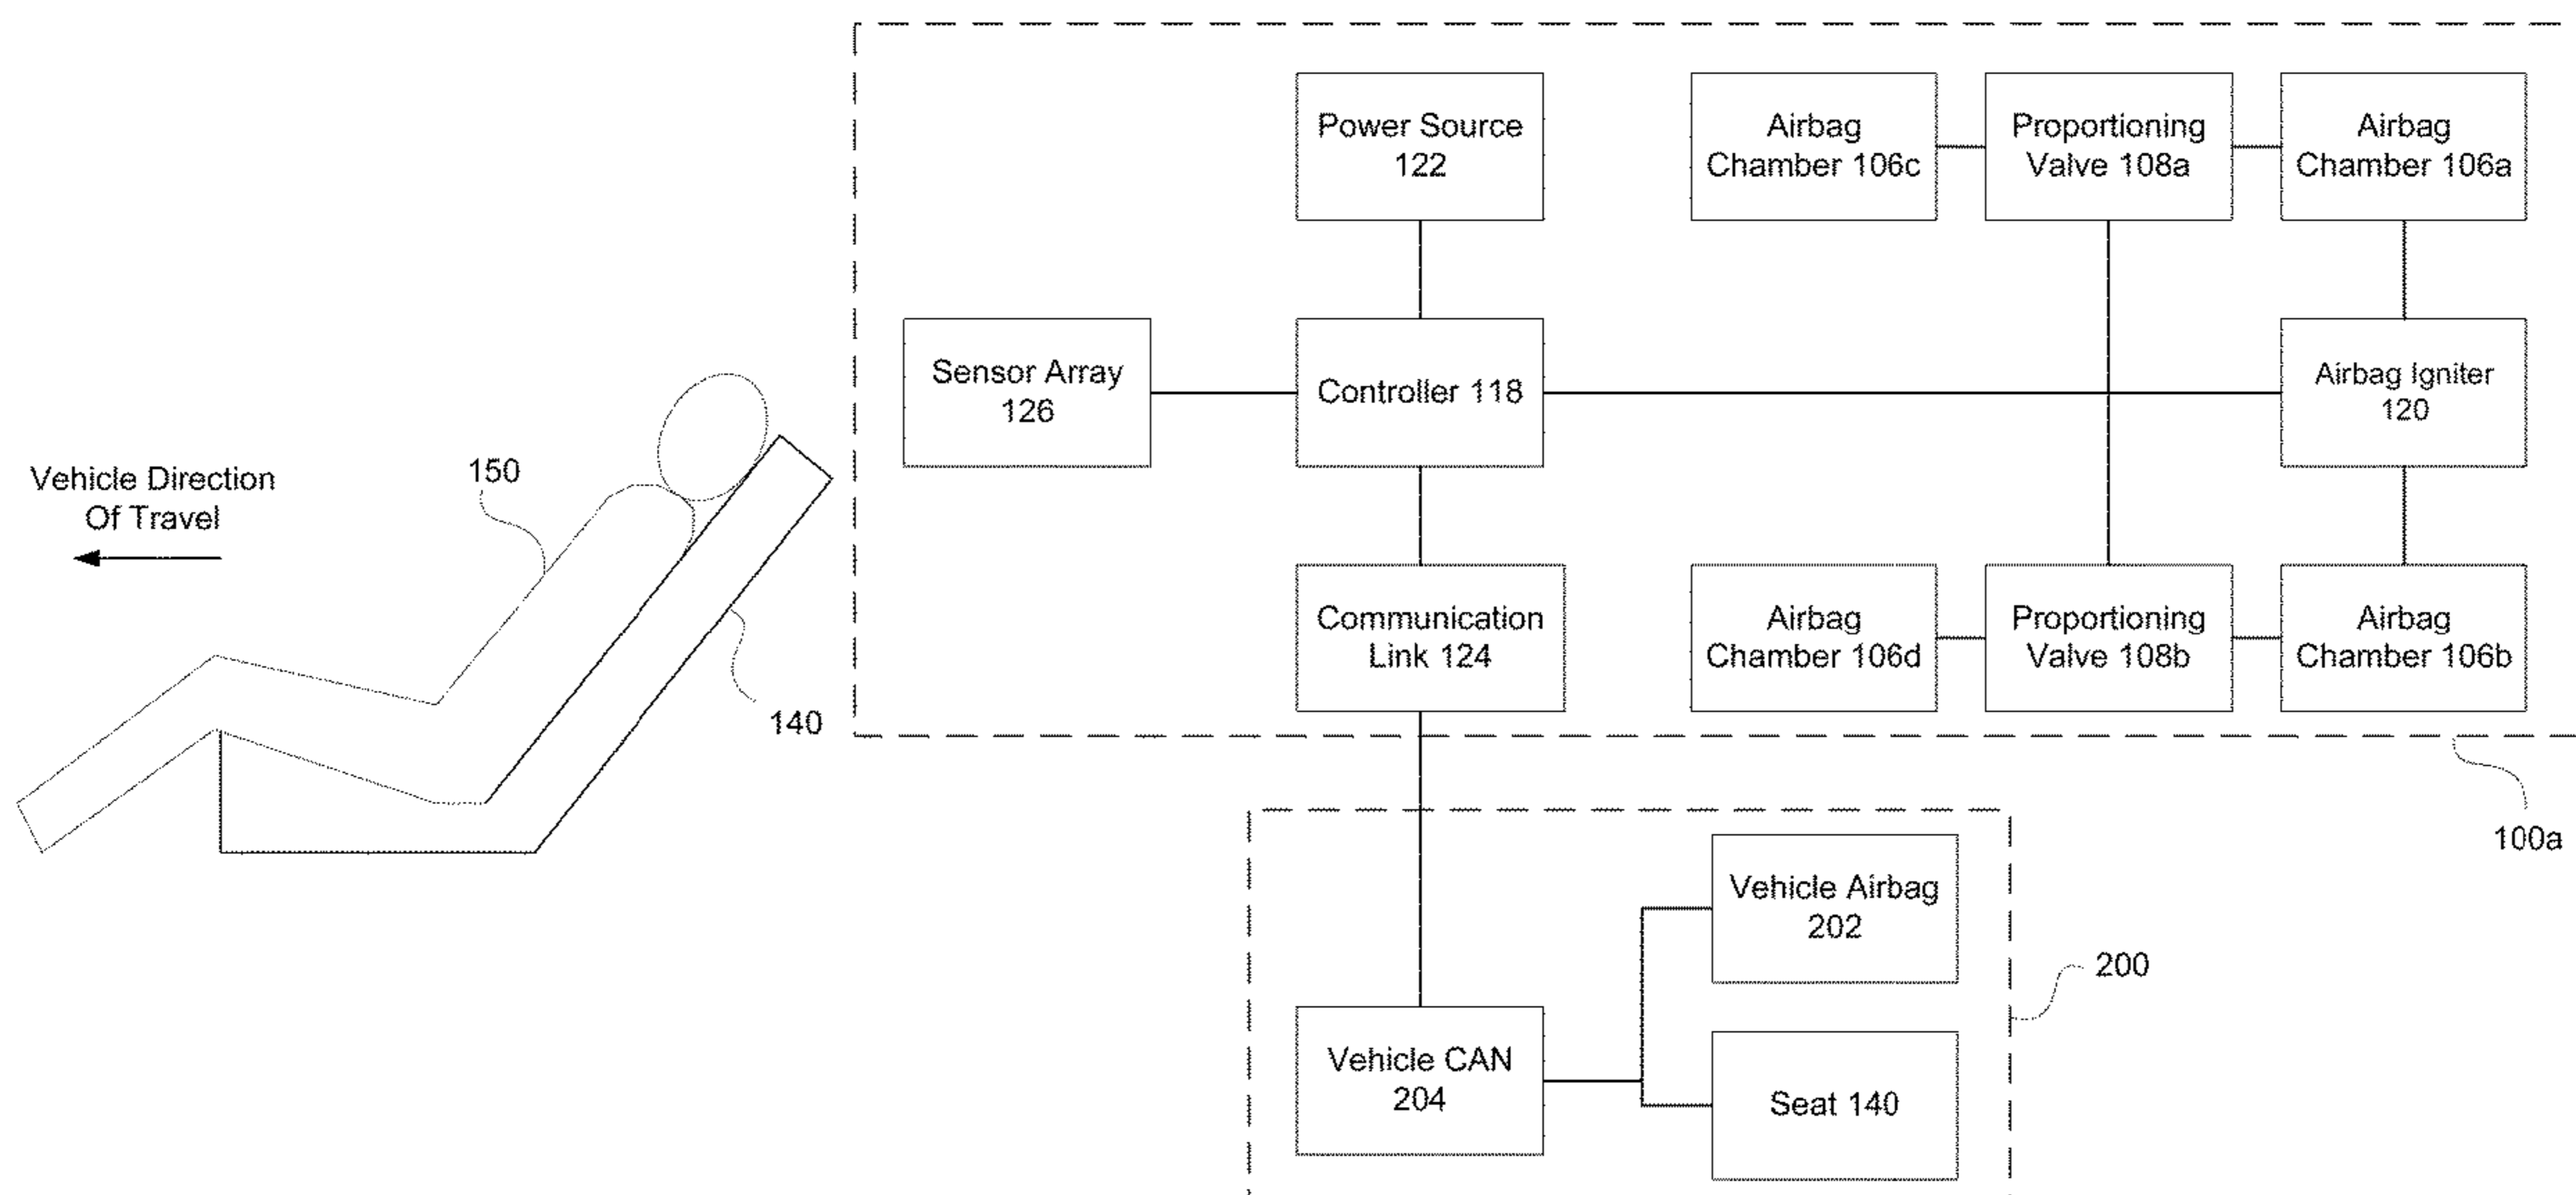 Power Source
122
Airbag
Chamber 106c
Proportioning
Valve 108a
Airbag
Chamber 106a
Sensor Array
126
Controller 118
Airbag Igniter
120
Vehicle Direction
Of Travel
150
140
Communication
Link 124
Airbag
Chamber 106d
Proportioning
Valve 108b
Airbag
Chamber 106b
100a
Vehicle Airbag
202
200
Vehicle CAN
204
Seat 140